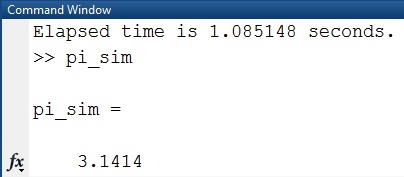 Command Window
Elapsed time is 1.085148 seconds.
>> pi_sim
pi_sim =
fx 3.1414